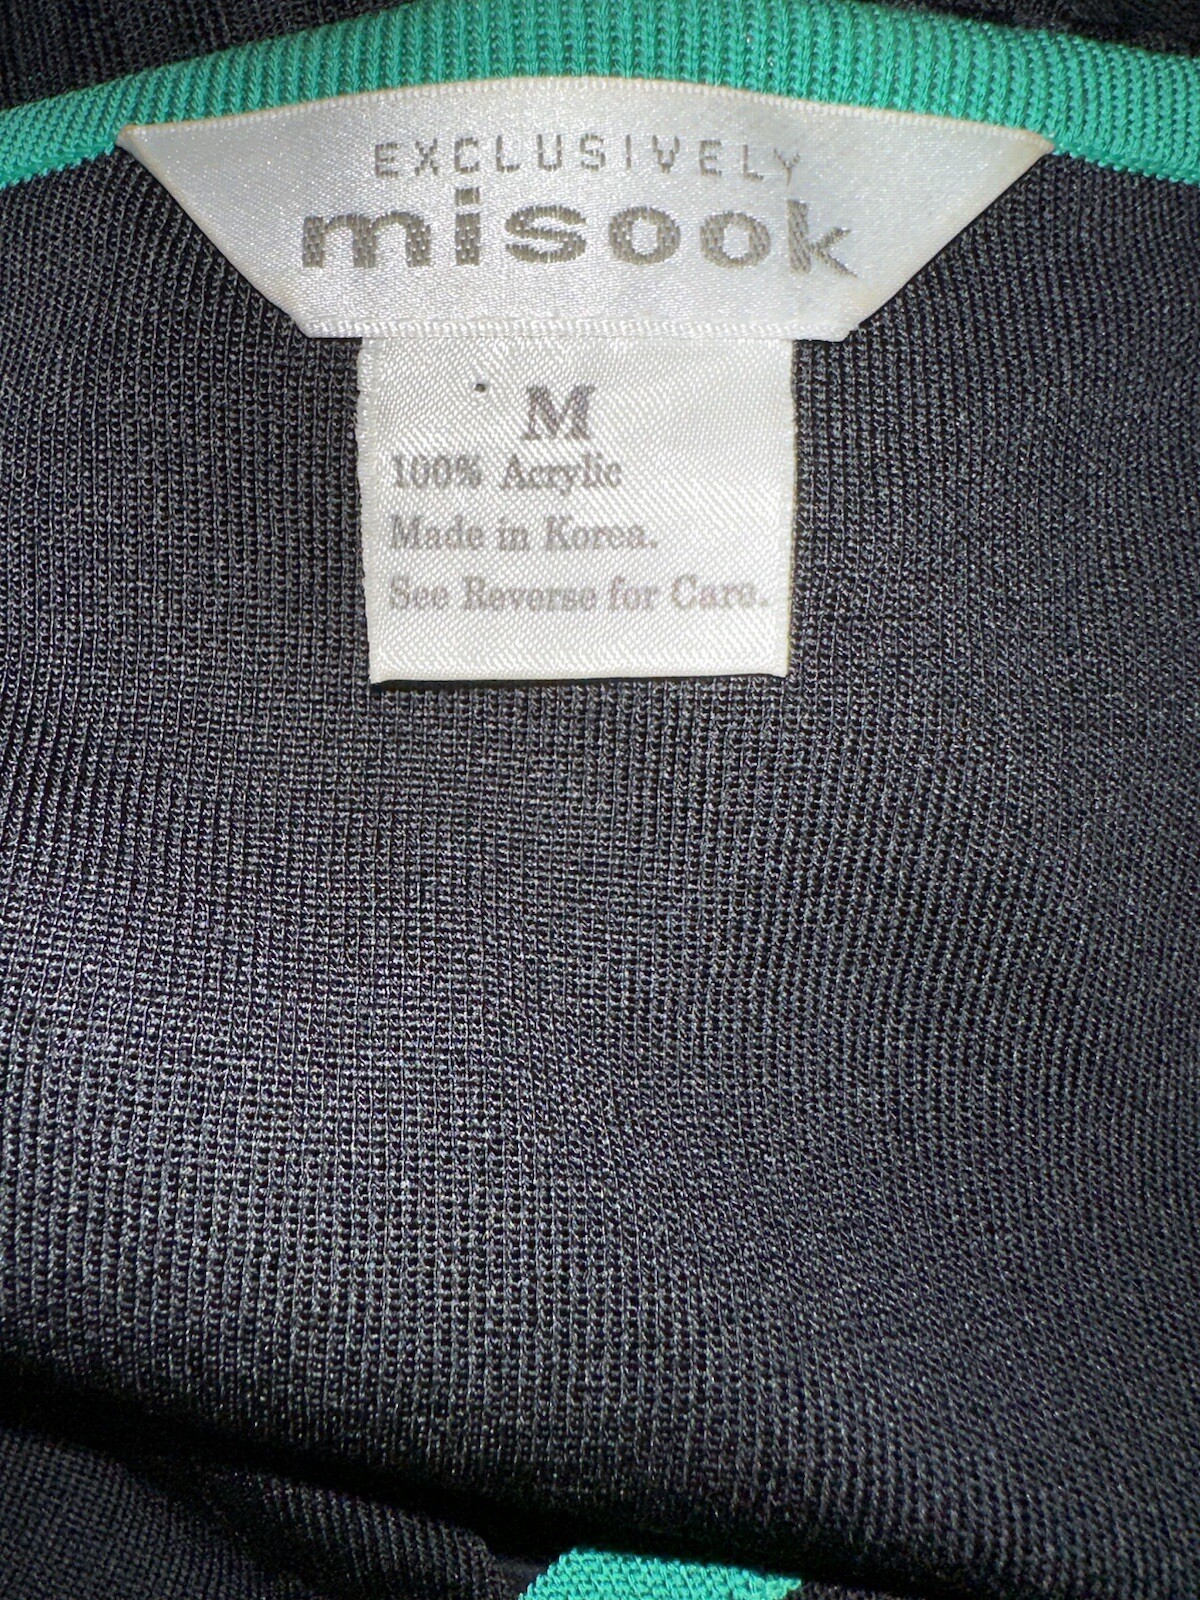 EXCLUSIVELY
misook
M
100% Acrylic
Made in Korea.
See Reverse for Care.